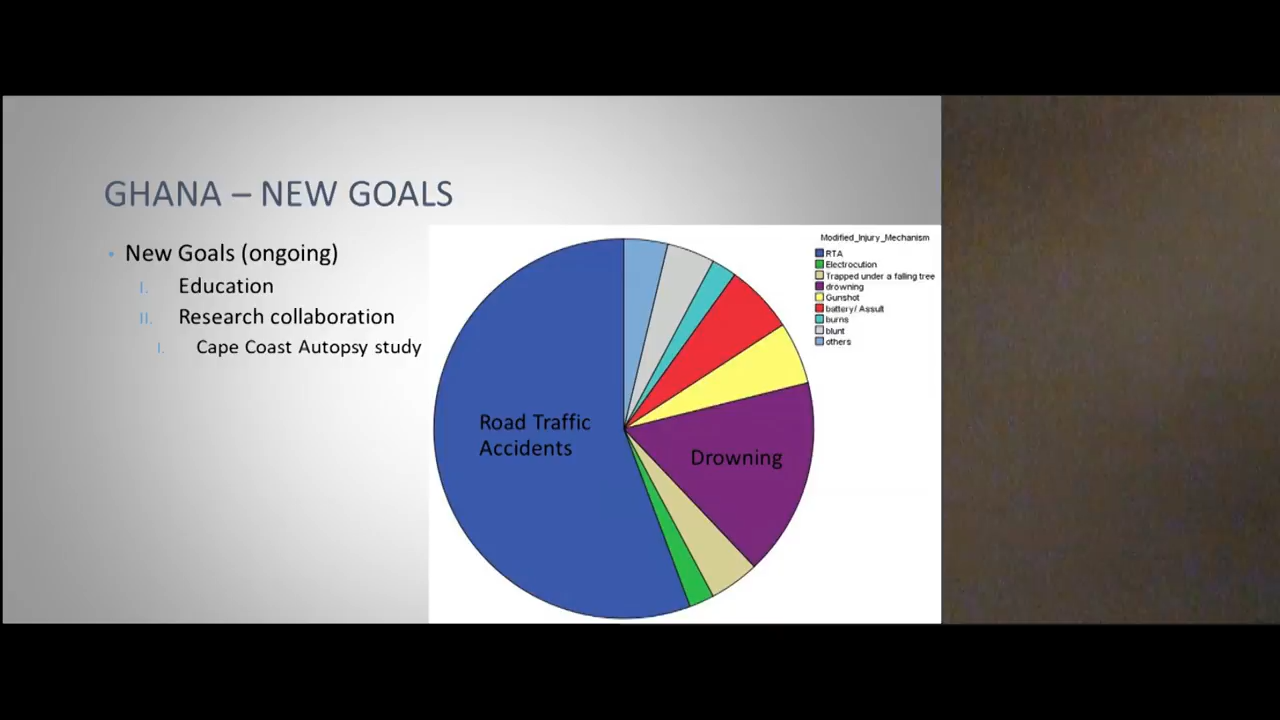 GHANA – NEW GOALS
• New Goals (ongoing)
I. Education
II. Research collaboration
I. Cape Coast Autopsy study
Road Traffic
Accidents
Drowning
Modified_Injury_Mechanism
RTA
Electrocution
Trapped under a falling tree
drowning
Gunshot
battery/ Assult
burns
blunt
others